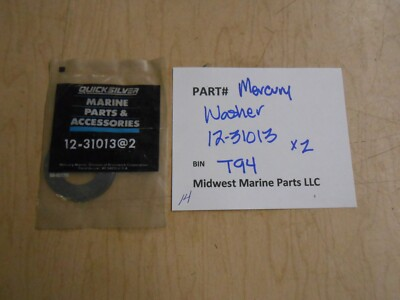 QUICKSILVER
MARINE
PARTS &
ACCESSORIES
12-31013@2
PART# Mercury
Washer
12-31013 x2
BIN T94
Midwest Marine Parts LLC